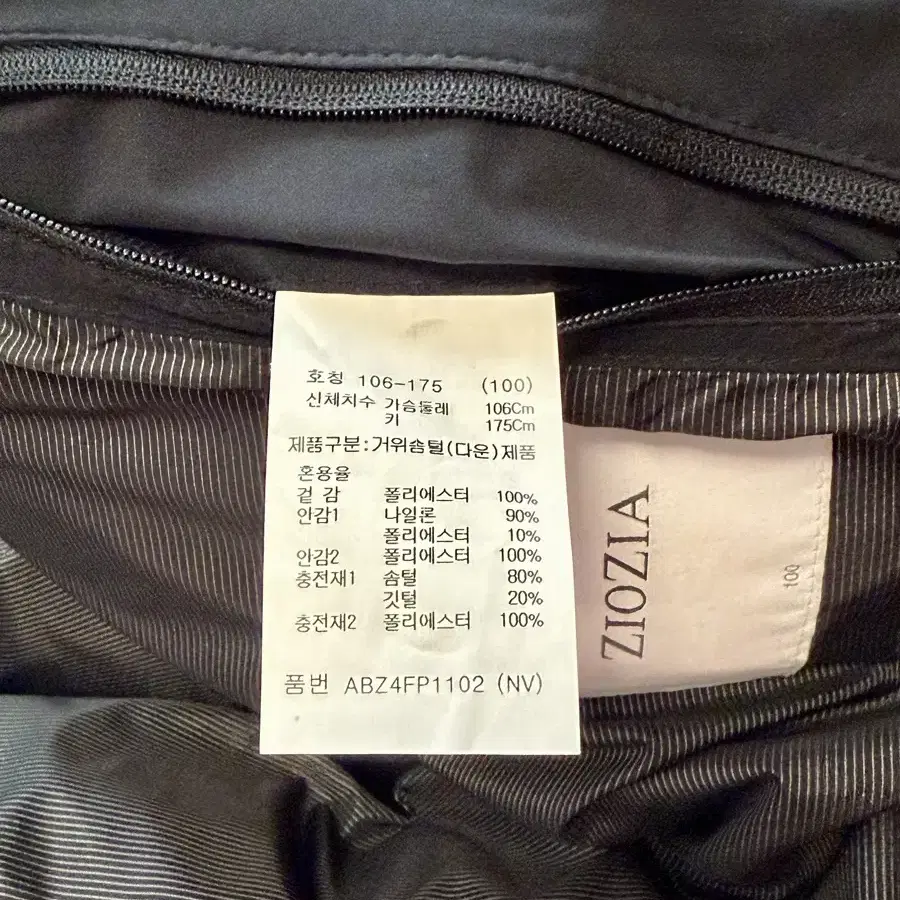 호칭 106-175 (100)
신체치수 가슴둘레 106Cm
키 175Cm
제품구분:거위솜털(다운)제품
혼용율
겉 감 폴리에스터 100%
안감1 나일론 90%
폴리에스터 10%
안감2 폴리에스터 100%
충전재1 솜털 80%
깃털 20%
충전재2 폴리에스터 100%
품번 ABZ4FP1102 (NV)
ZIOZIA
100